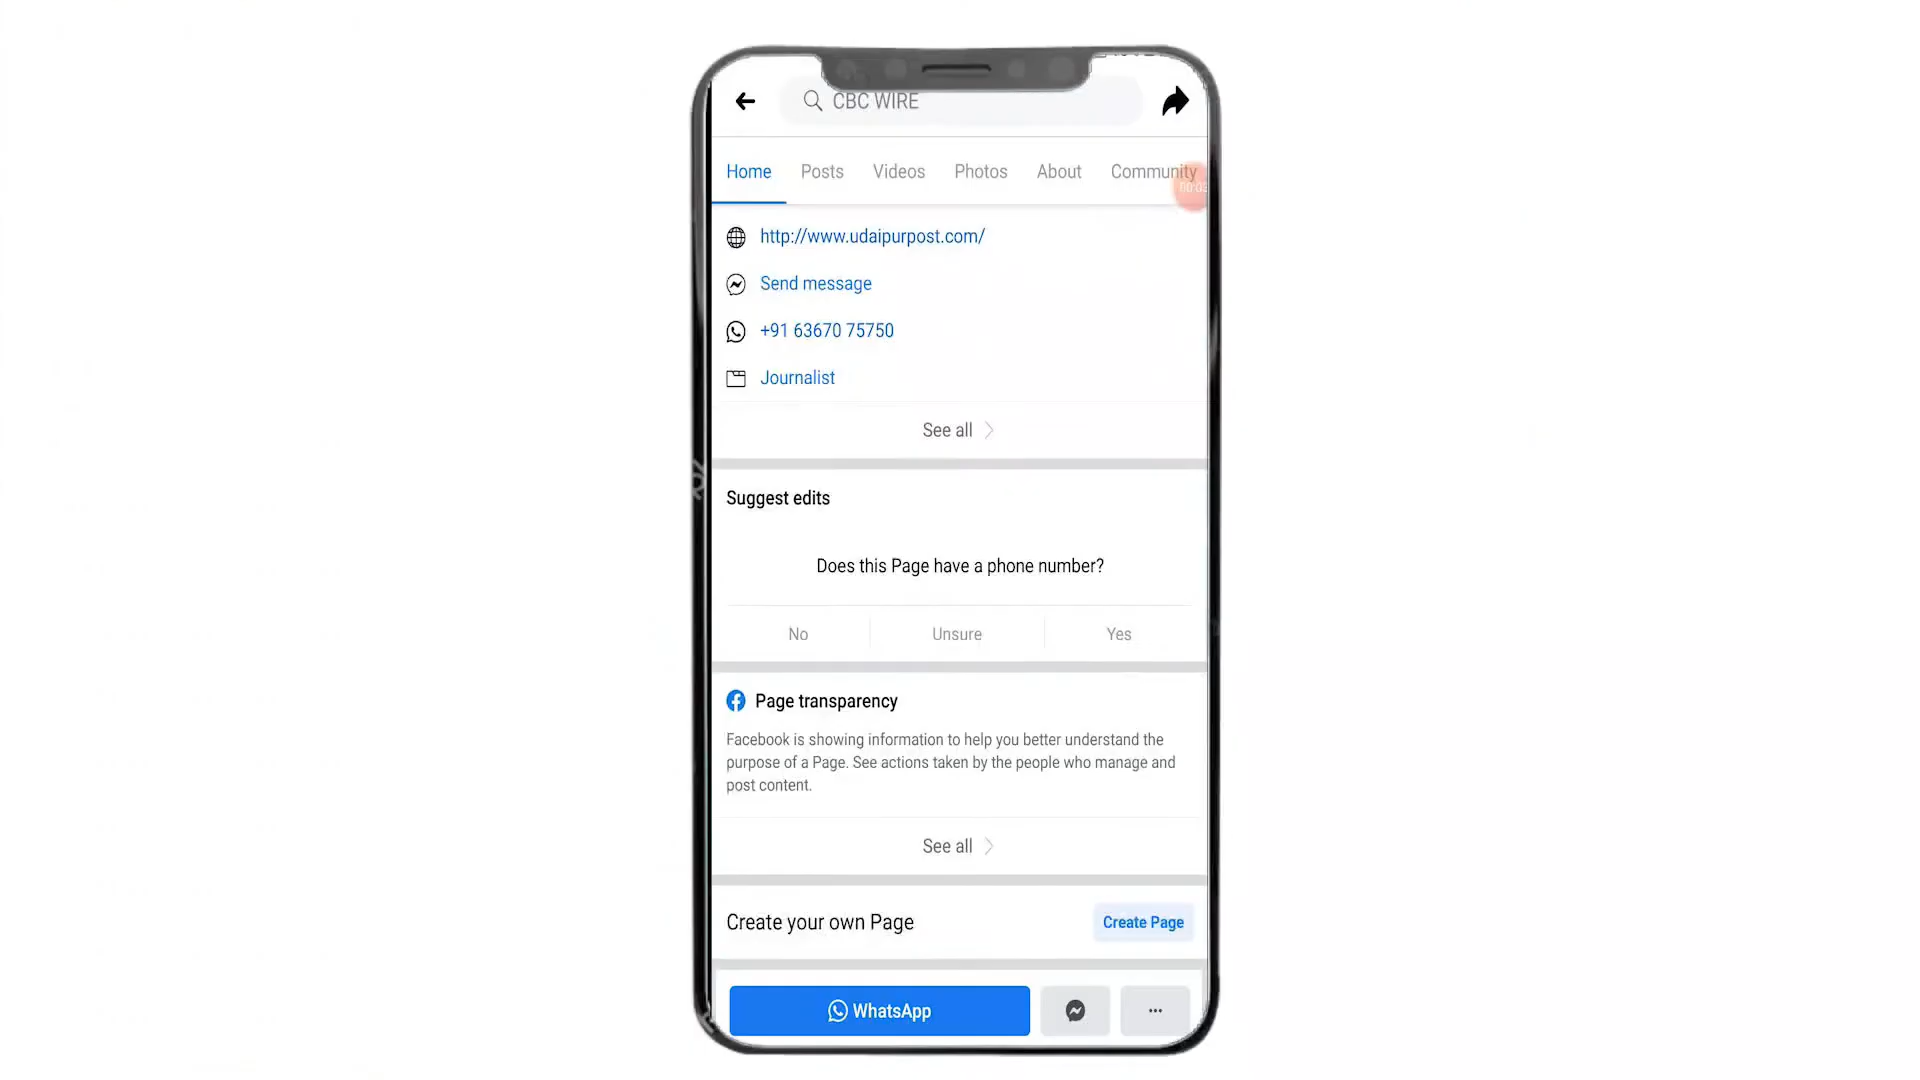 CBC WIRE
Home Posts Videos Photos About Community
00:03
http://www.udaipurpost.com/
Send message
+91 63670 75750
Journalist
See all
Suggest edits
Does this Page have a phone number?
No Unsure Yes
Page transparency
Facebook is showing information to help you better understand the
purpose of a Page. See actions taken by the people who manage and
post content.
See all
Create your own Page Create Page
WhatsApp